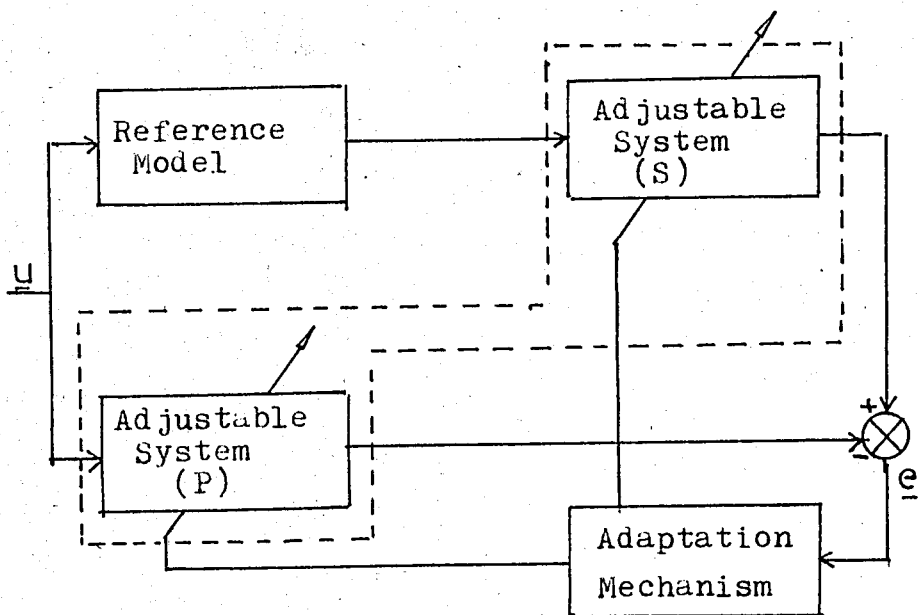 Reference
Model
Adjustable
System
(S)
u
Adjustable
System
(P)
+
-
e
Adaptation
Mechanism